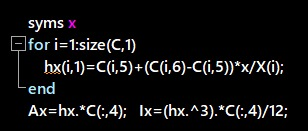 syms x
for i=1:size(C,1)
hx(i,1)=C(i,5)+(C(i,6)-C(i,5))*x/X(i);
end
Ax=hx.*C(:,4); Ix=(hx.^3).*C(:,4)/12;